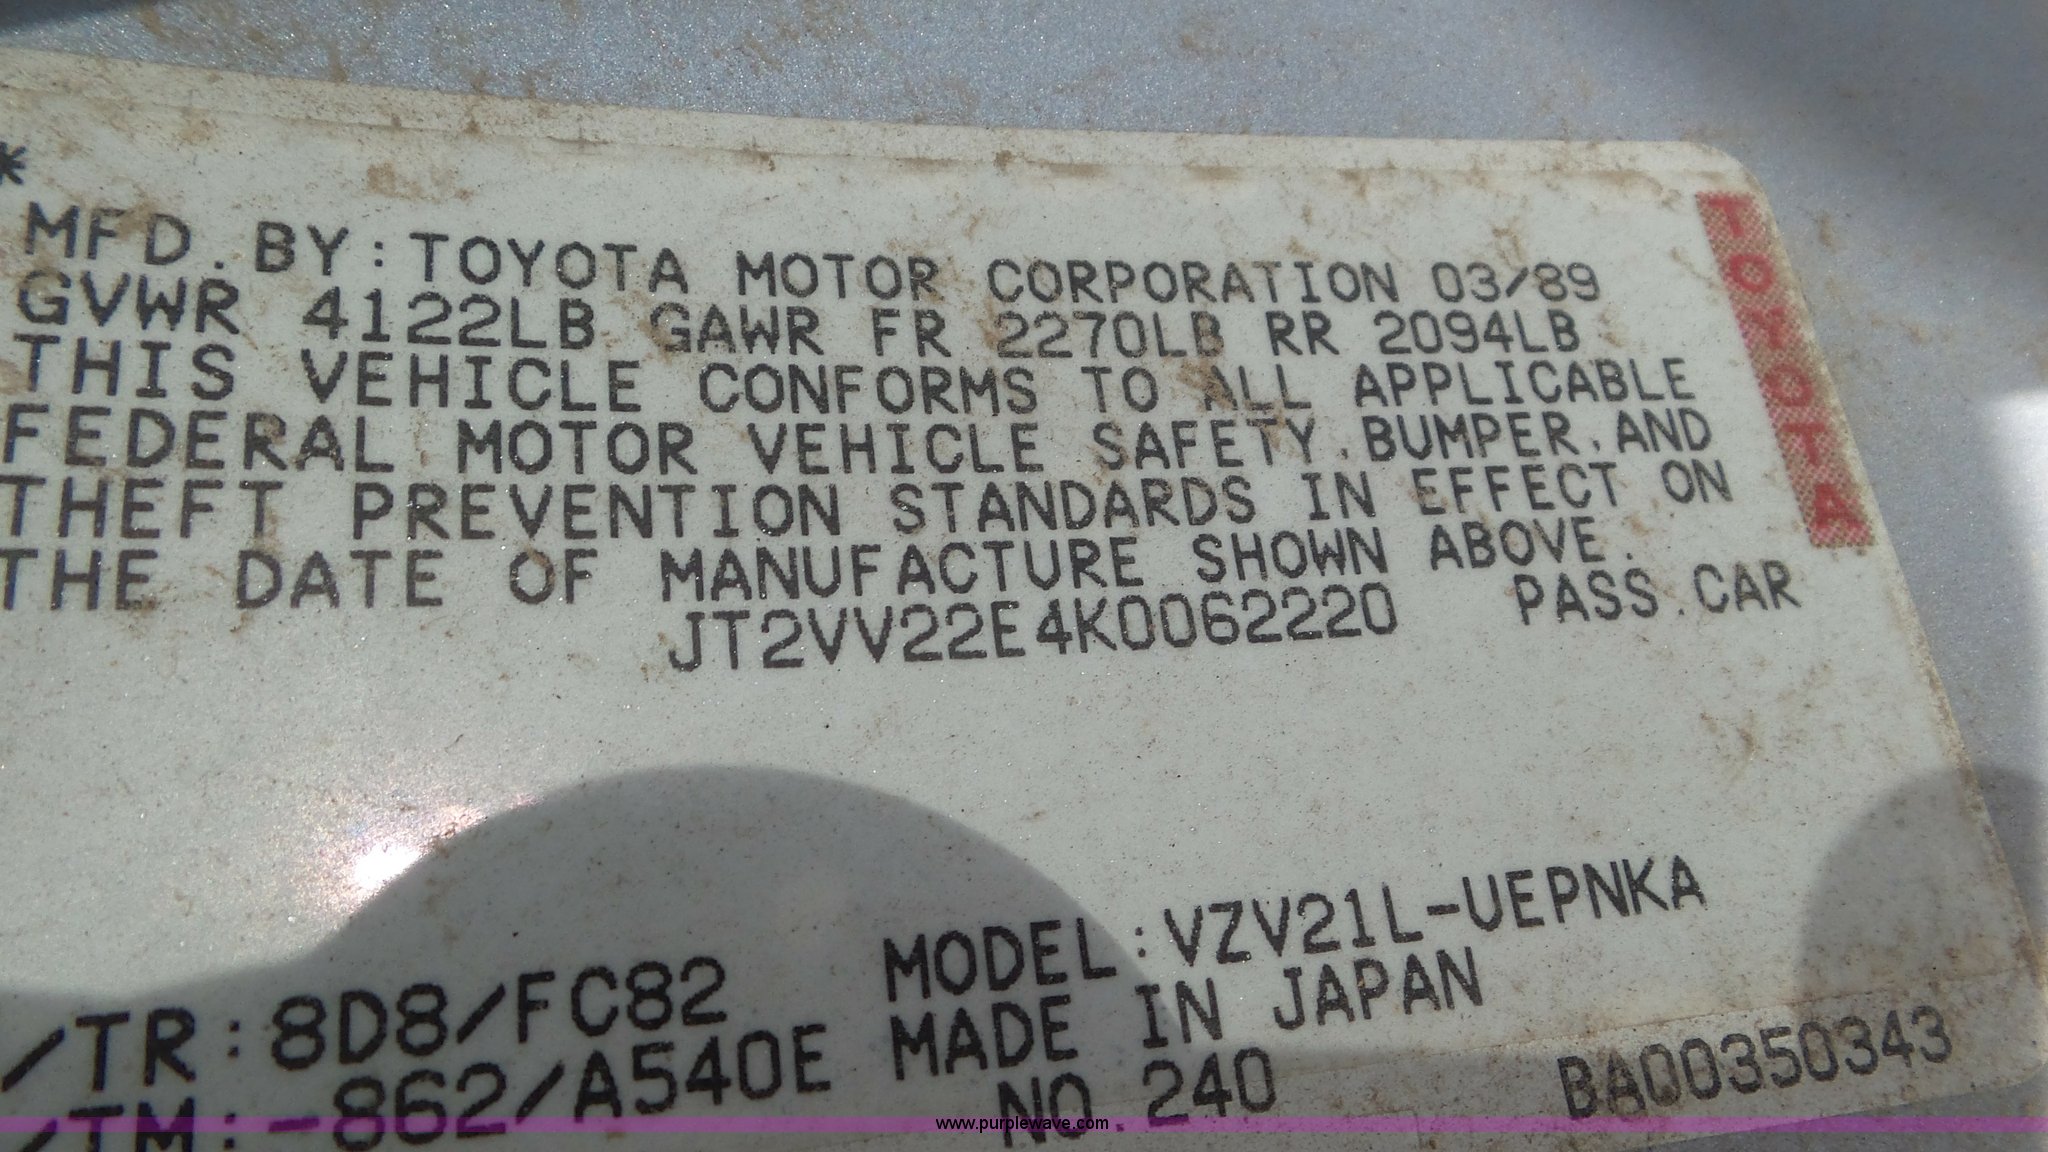 *
MFD.BY:TOYOTA MOTOR CORPORATION 03/89
GVWR 4122LB GAWR FR 2270LB RR 2094LB
THIS VEHICLE CONFORMS TO ALL APPLICABLE
FEDERAL MOTOR VEHICLE SAFETY,BUMPER,AND
THEFT PREVENTION STANDARDS IN EFFECT ON
THE DATE OF MANUFACTURE SHOWN ABOVE.
JT2VV22E4K0062220 PASS.CAR
TOYOTA
/TR:8D8/FC82 MODEL:VZV21L-UEPNKA
/TM:-862/A540E MADE IN JAPAN
NO.240 BA00350343
www.purplewave.com